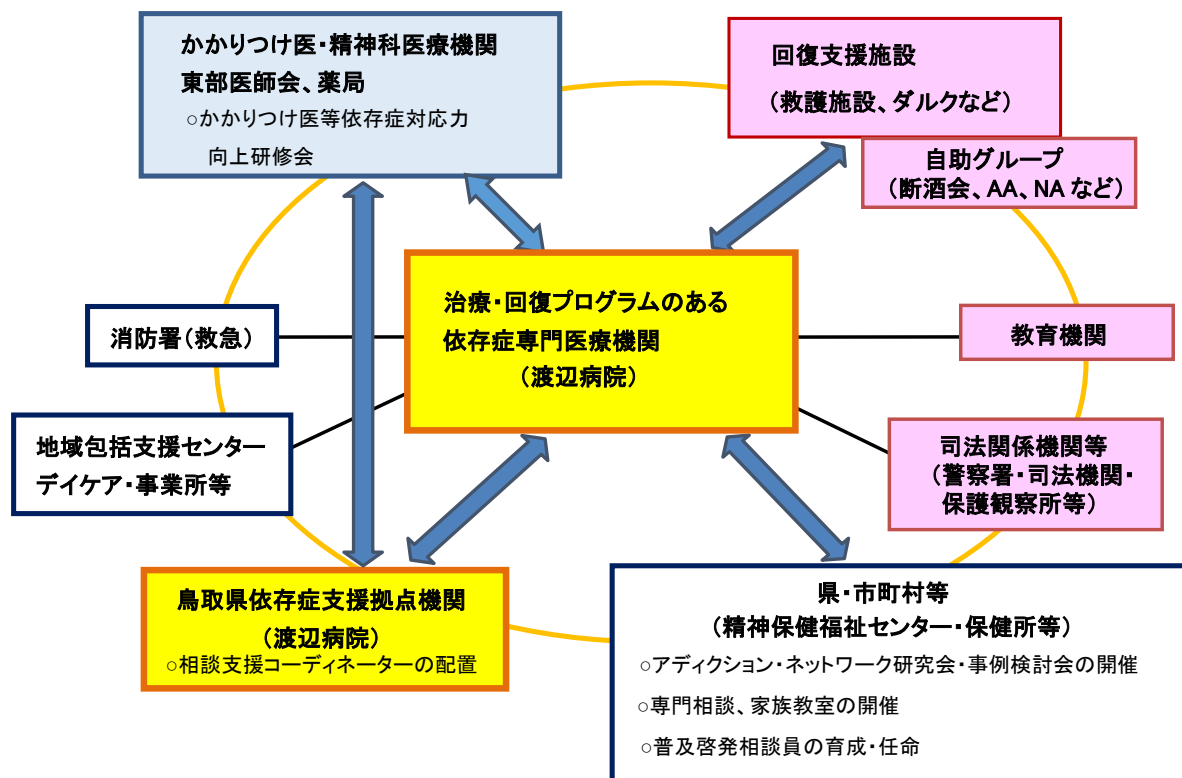 かかりつけ医・精神科医療機関
東部医師会、薬局
○かかりつけ医等依存症対応力
向上研修会
回復支援施設
（救護施設、ダルクなど）
自助グループ
（断酒会、AA、NA など）
治療・回復プログラムのある
依存症専門医療機関
（渡辺病院）
消防署（救急）
教育機関
地域包括支援センター
デイケア・事業所等
司法関係機関等
（警察署・司法機関・
保護観察所等）
鳥取県依存症支援拠点機関
（渡辺病院）
○相談支援コーディネーターの配置
県・市町村等
（精神保健福祉センター・保健所等）
○アディクション・ネットワーク研究会・事例検討会の開催
○専門相談、家族教室の開催
○普及啓発相談員の育成・任命